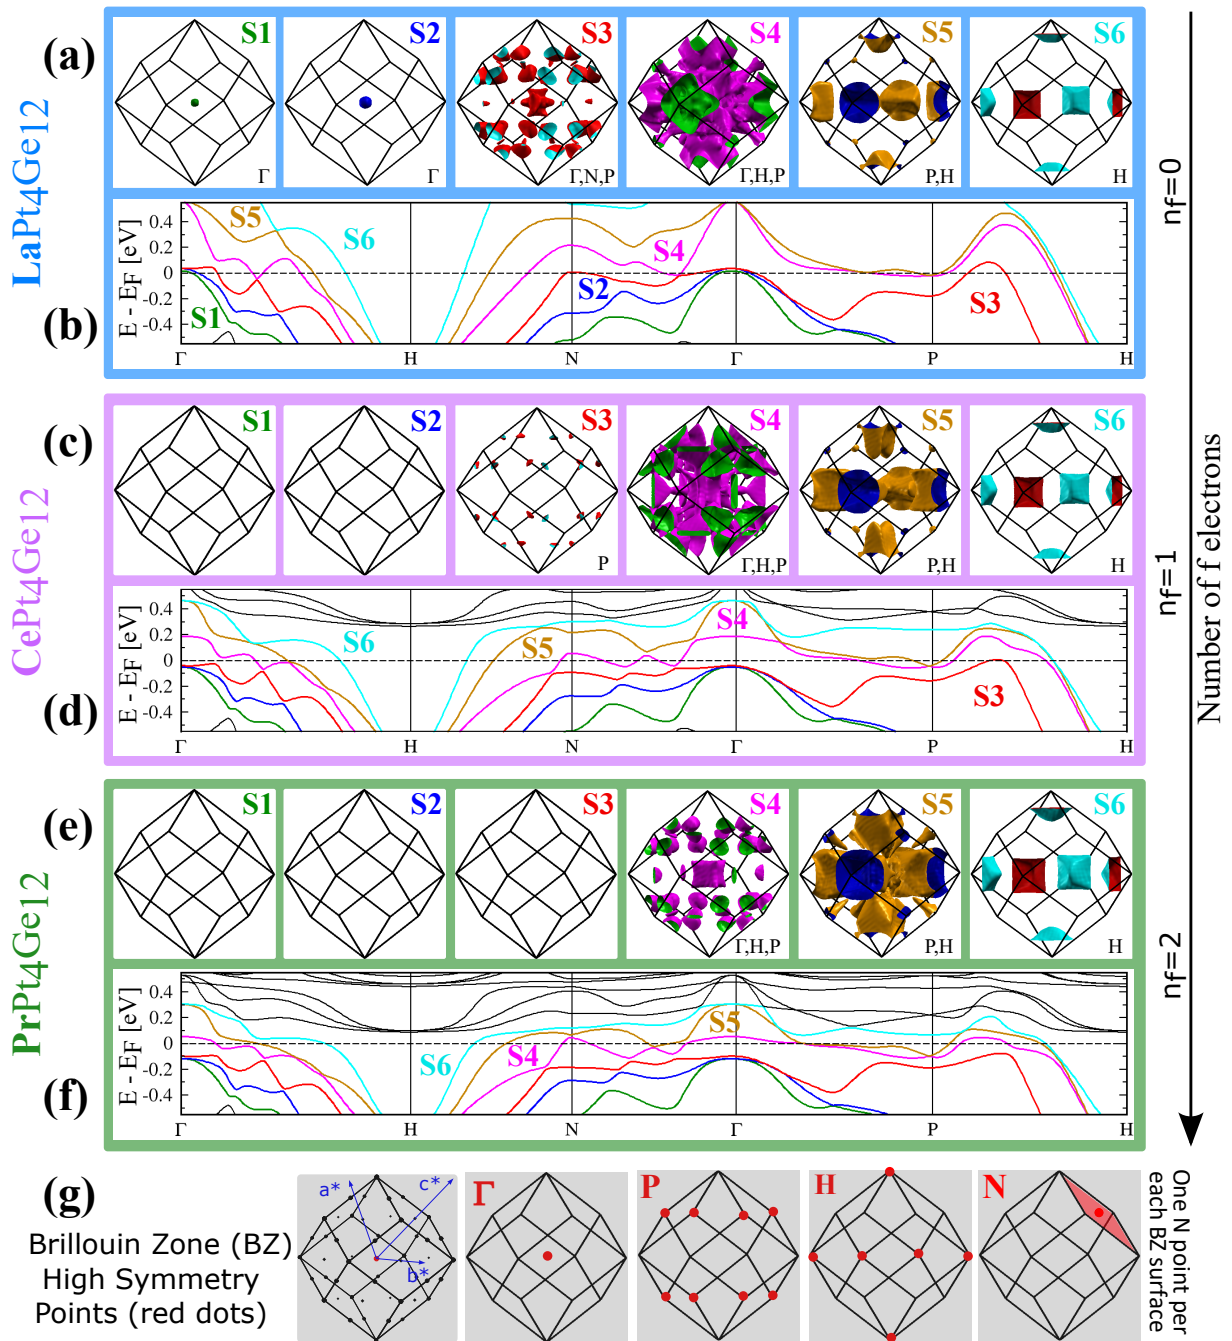 (a)
LaPt4Ge12
S1
Γ
S2
Γ
S3
Γ,N,P
S4
Γ,H,P
S5
P,H
S6
H
nf=0
(b)
E - EF [eV]
0.4
0.2
0
-0.2
-0.4
S5
S6
S4
S2
S1
S3
Γ
H
N
Γ
P
H
(c)
CePt4Ge12
S1
S2
S3
P
S4
Γ,H,P
S5
P,H
S6
H
nf=1
Number of f electrons
(d)
E - EF [eV]
0.4
0.2
0
-0.2
-0.4
S6
S5
S4
S3
Γ
H
N
Γ
P
H
(e)
PrPt4Ge12
S1
S2
S3
S4
Γ,H,P
S5
P,H
S6
H
nf=2
(f)
E - EF [eV]
0.4
0.2
0
-0.2
-0.4
S6
S4
S5
Γ
H
N
Γ
P
H
(g)
Brillouin Zone (BZ)
High Symmetry
Points (red dots)
a*
c*
b*
Γ
P
H
N
One N point per
each BZ surface